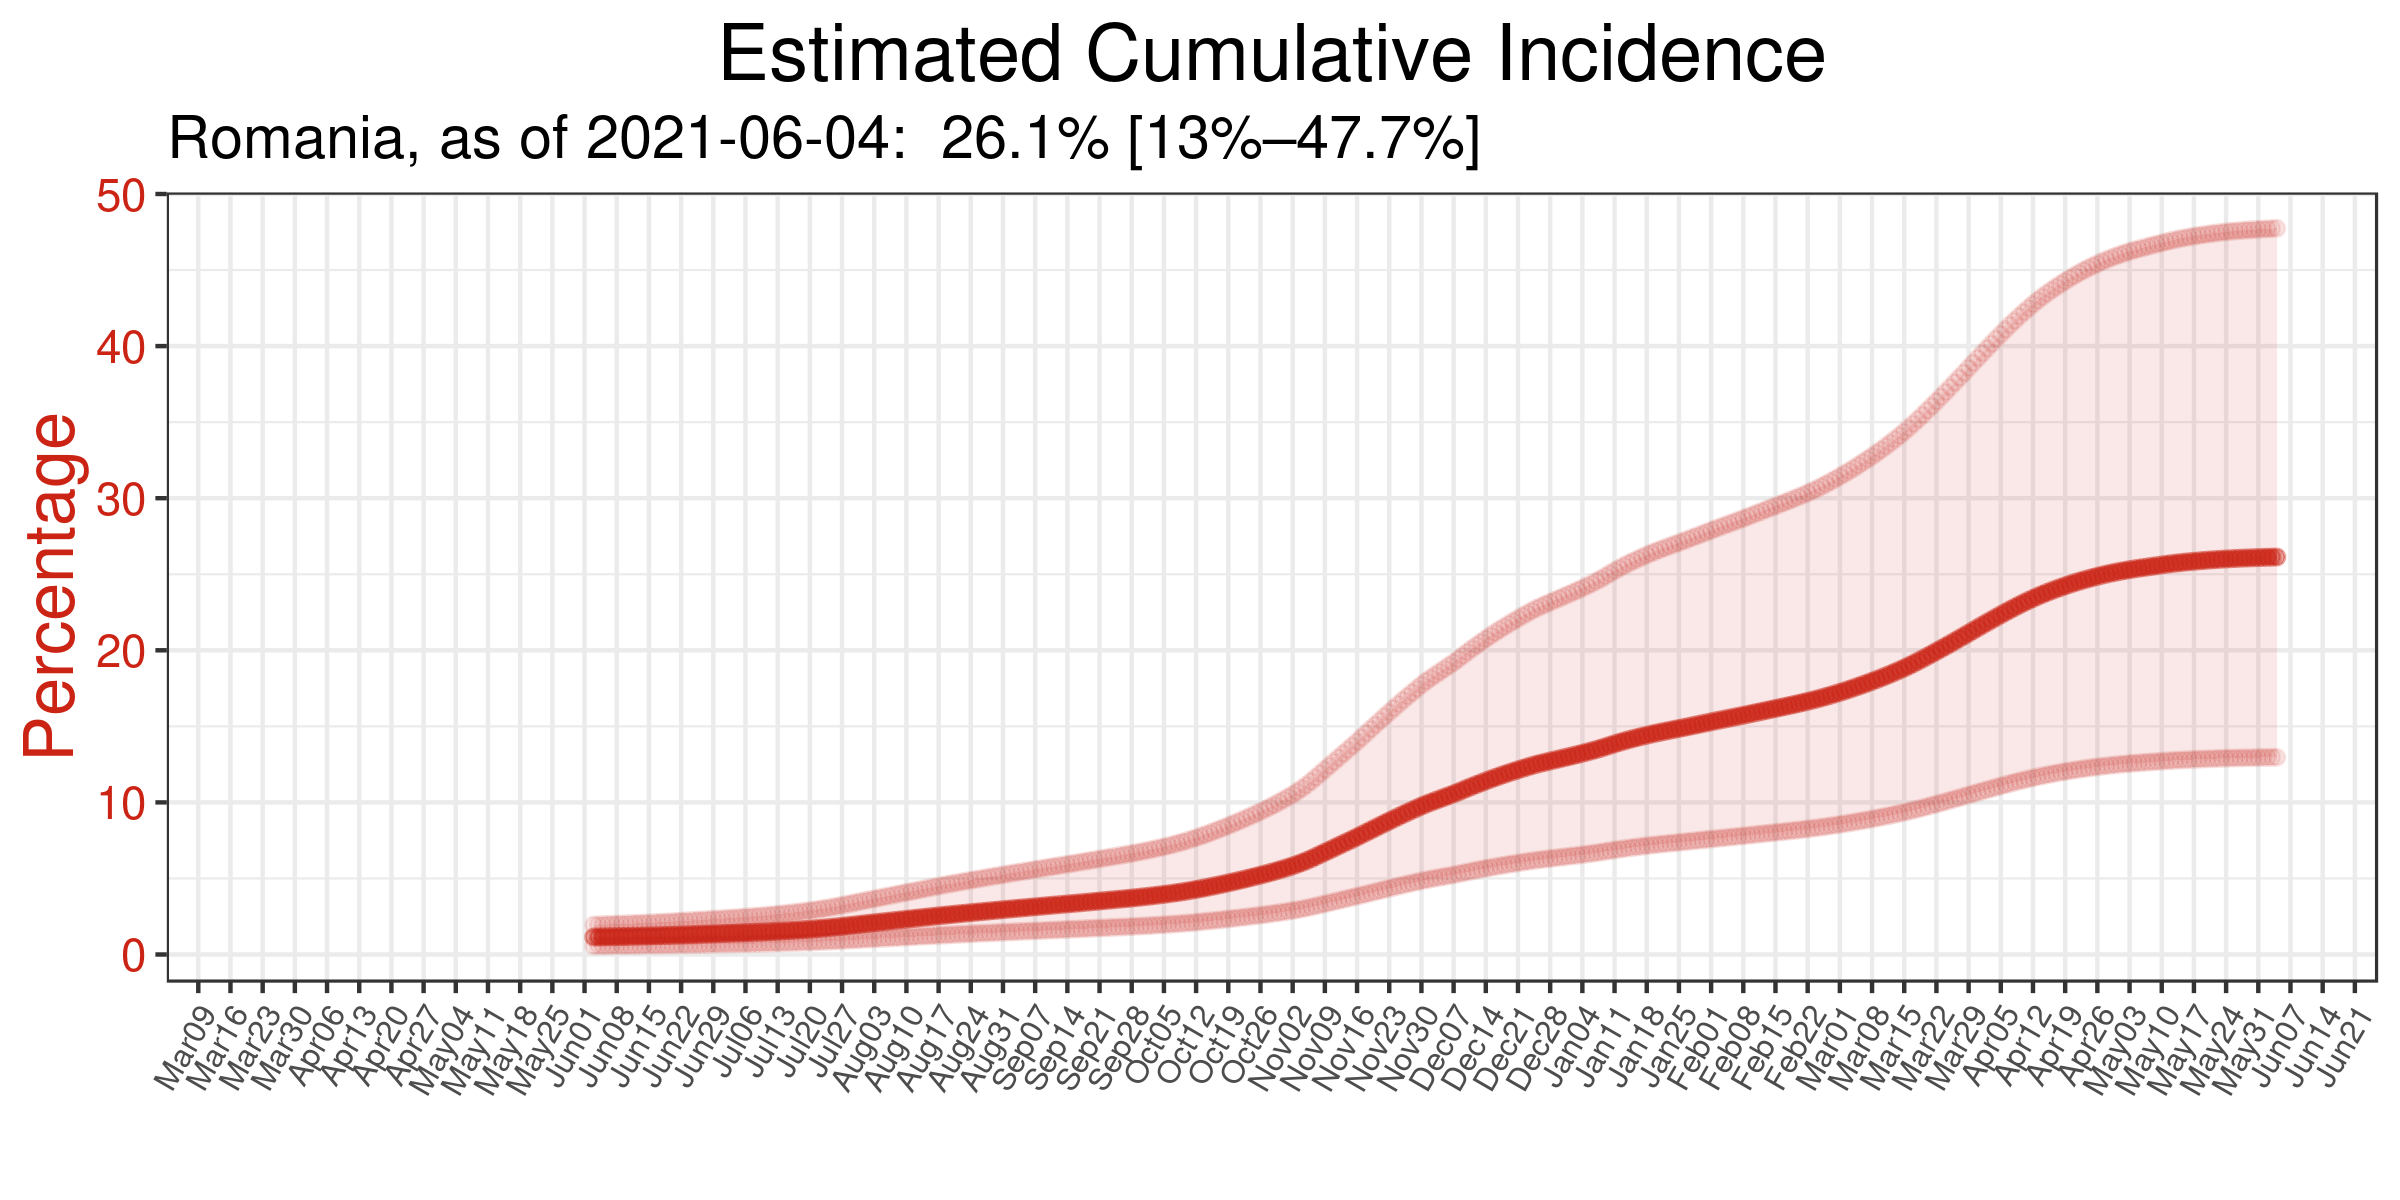 Estimated Cumulative Incidence
Romania, as of 2021-06-04:  26.1% [13%–47.7%]
Percentage
50
40
30
20
10
0
Mar09
Mar16
Mar23
Mar30
Apr06
Apr13
Apr20
Apr27
May04
May11
May18
May25
Jun01
Jun08
Jun15
Jun22
Jun29
Jul06
Jul13
Jul20
Jul27
Aug03
Aug10
Aug17
Aug24
Aug31
Sep07
Sep14
Sep21
Sep28
Oct05
Oct12
Oct19
Oct26
Nov02
Nov09
Nov16
Nov23
Nov30
Dec07
Dec14
Dec21
Dec28
Jan04
Jan11
Jan18
Jan25
Feb01
Feb08
Feb15
Feb22
Mar01
Mar08
Mar15
Mar22
Mar29
Apr05
Apr12
Apr19
Apr26
May03
May10
May17
May24
May31
Jun07
Jun14
Jun21